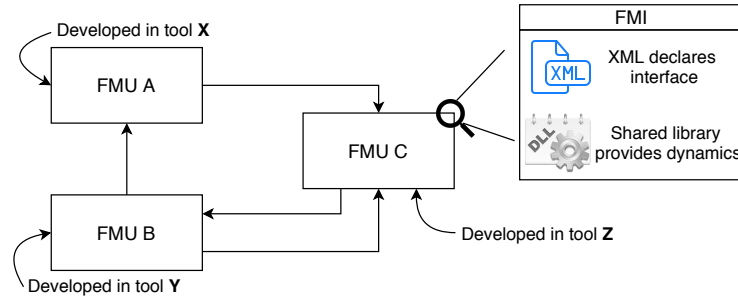 Developed in tool X
FMU A
FMU C
FMU B
Developed in tool Y
Developed in tool Z
FMI
XML
XML declares
interface
DLL
Shared library
provides dynamics